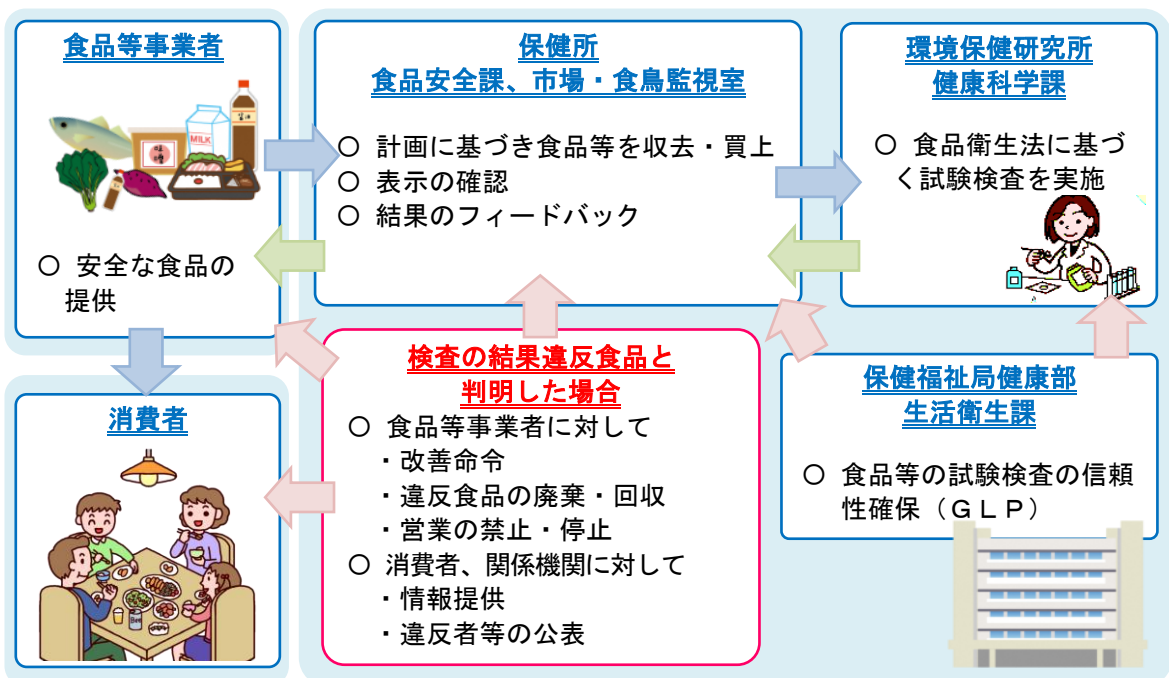 食品等事業者
MILK
味噌
○ 安全な食品の
提供
保健所
食品安全課、市場・食鳥監視室
○ 計画に基づき食品等を収去・買上
○ 表示の確認
○ 結果のフィードバック
環境保健研究所
健康科学課
○ 食品衛生法に基づ
く試験検査を実施
消費者
Beer
検査の結果違反食品と
判明した場合
○ 食品等事業者に対して
・改善命令
・違反食品の廃棄・回収
・営業の禁止・停止
○ 消費者、関係機関に対して
・情報提供
・違反者等の公表
保健福祉局健康部
生活衛生課
○ 食品等の試験検査の信頼
性確保（ＧＬＰ）